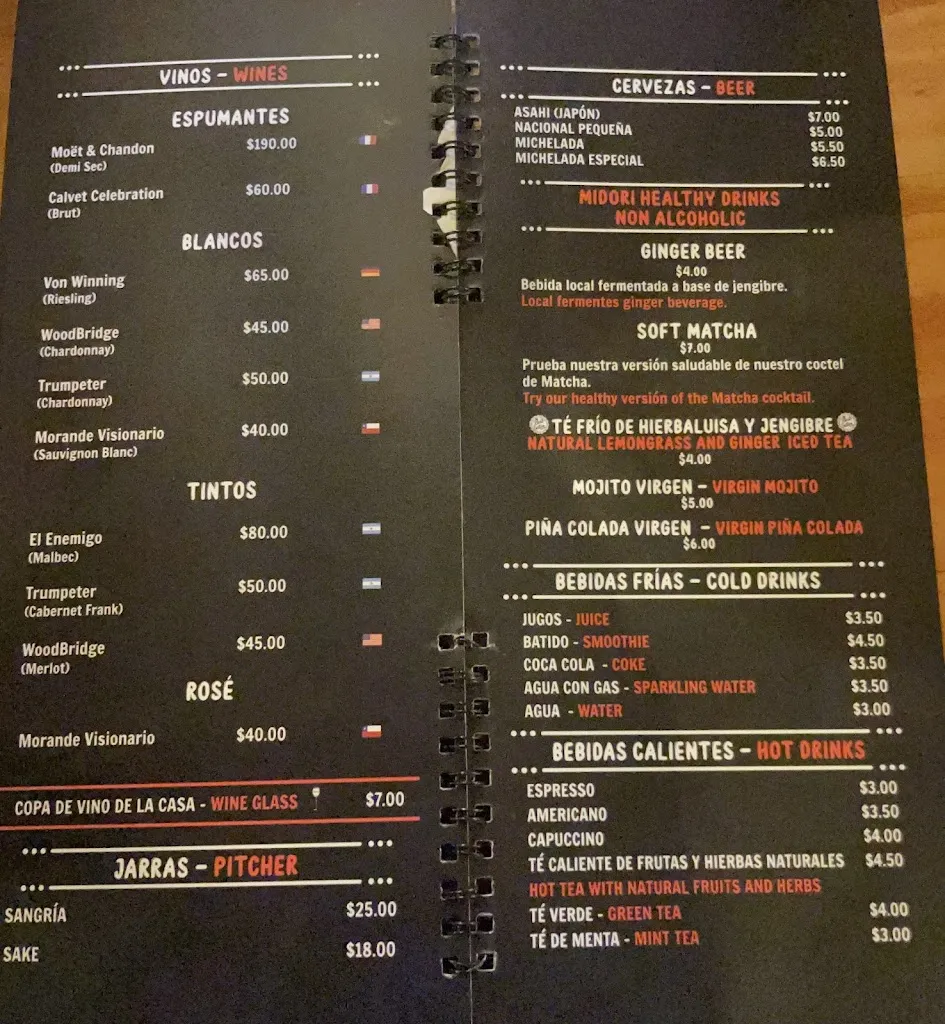 VINOS - WINES
ESPUMANTES
Moët & Chandon $190.00
(Demi Sec)
Calvet Celebration $60.00
(Brut)
BLANCOS
Von Winning $65.00
(Riesling)
WoodBridge $45.00
(Chardonnay)
Trumpeter $50.00
(Chardonnay)
Morande Visionario $40.00
(Sauvignon Blanc)
TINTOS
El Enemigo $80.00
(Malbec)
Trumpeter $50.00
(Cabernet Frank)
WoodBridge $45.00
(Merlot)
ROSÉ
Morande Visionario $40.00
COPA DE VINO DE LA CASA - WINE GLASS $7.00
JARRAS - PITCHER
SANGRÍA $25.00
SAKE $18.00
CERVEZAS - BEER
ASAHI (JAPÓN) $7.00
NACIONAL PEQUEÑA $5.00
MICHELADA $5.50
MICHELADA ESPECIAL $6.50
MIDORI HEALTHY DRINKS
NON ALCOHOLIC
GINGER BEER
$4.00
Bebida local fermentada a base de jengibre.
Local fermentes ginger beverage.
SOFT MATCHA
$7.00
Prueba nuestra versión saludable de nuestro coctel
de Matcha.
Try our healthy versión of the Matcha cocktail.
TÉ FRÍO DE HIERBALUISA Y JENGIBRE
NATURAL LEMONGRASS AND GINGER ICED TEA
$4.00
MOJITO VIRGEN - VIRGIN MOJITO
$5.00
PIÑA COLADA VIRGEN - VIRGIN PIÑA COLADA
$6.00
BEBIDAS FRÍAS - COLD DRINKS
JUGOS - JUICE $3.50
BATIDO - SMOOTHIE $4.50
COCA COLA - COKE $3.50
AGUA CON GAS - SPARKLING WATER $3.50
AGUA - WATER $3.00
BEBIDAS CALIENTES - HOT DRINKS
ESPRESSO $3.00
AMERICANO $3.50
CAPUCCINO $4.00
TÉ CALIENTE DE FRUTAS Y HIERBAS NATURALES $4.50
HOT TEA WITH NATURAL FRUITS AND HERBS
TÉ VERDE - GREEN TEA $4.00
TÉ DE MENTA - MINT TEA $3.00